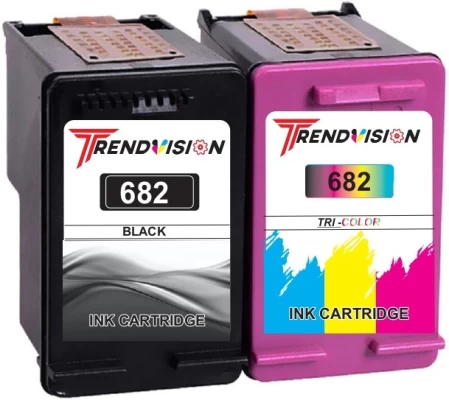 TRENDVISION
682
BLACK
INK CARTRIDGE
TRENDVISION
682
TRI-COLOR
INK CARTRIDGE